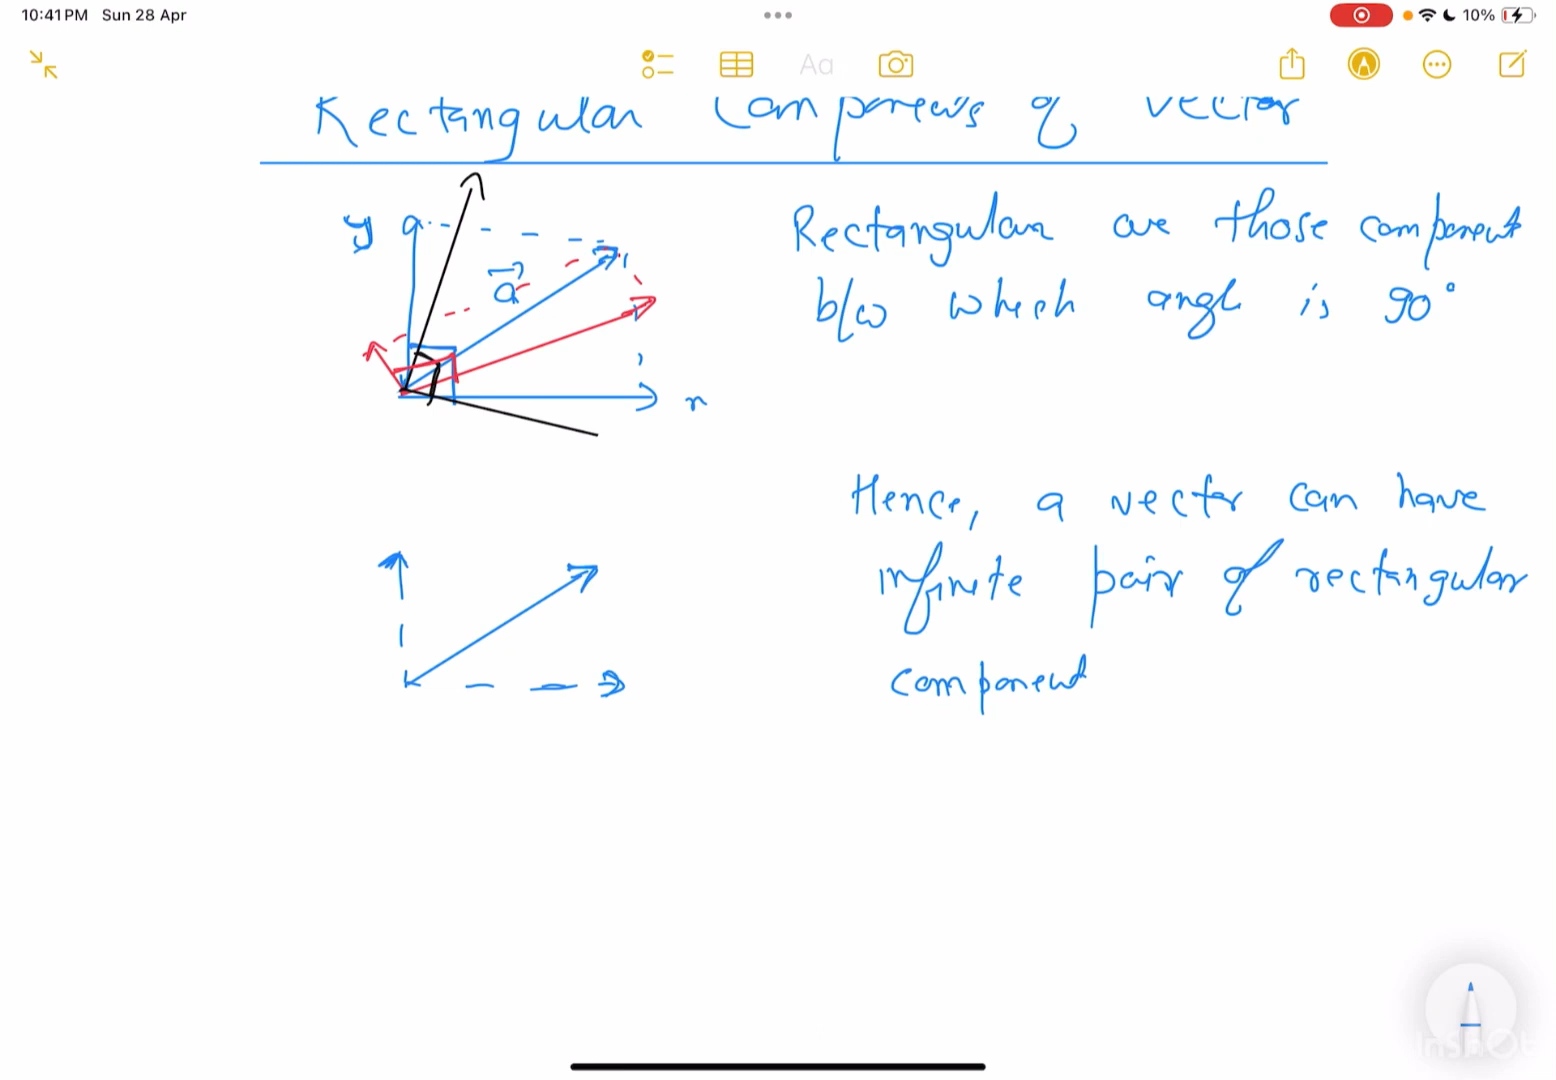 10:41 PM Sun 28 Apr
10%
Aa
Rectangular Components of vector
y
a
x
Rectangular are those component
b/w which angle is 90°
Hence, a vector can have
infinite pair of rectangular
component